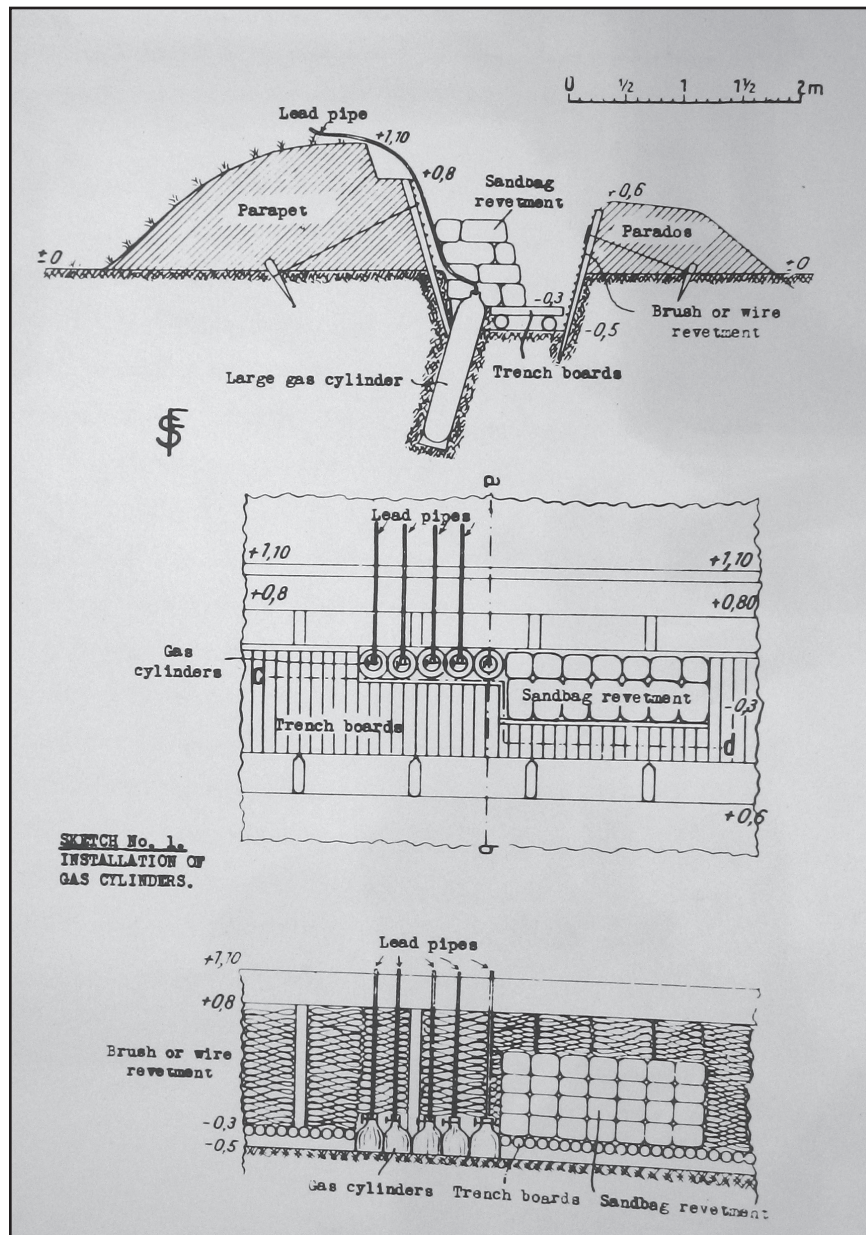 0 ½ 1 1½ 2m
Lead pipe
+1,10
+0,8
Sandbag
revetment
+0,6
Parapet
Parados
±0
±0
-0,3
-0,5
Brush or wire
revetment
Trench boards
Large gas cylinder
a
Lead pipes
+1,10
+1,10
+0,8
+0,80
Gas
cylinders
c
Sandbag revetment
-0,3
Trench boards
d
+0,6
b
SKETCH No. 1.
INSTALLATION OF
GAS CYLINDERS.
Lead pipes
+1,10
+0,8
Brush or wire
revetment
-0,3
-0,5
Gas cylinders
Trench boards
Sandbag revetment